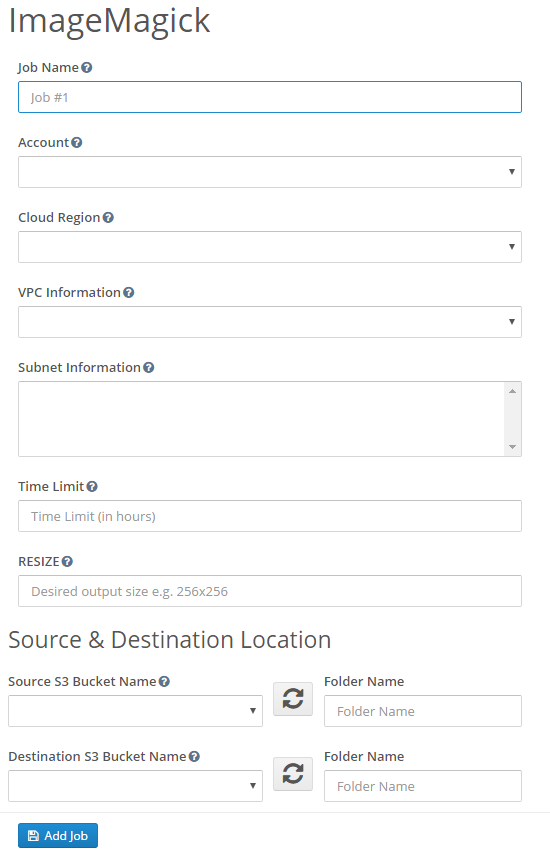 ImageMagick
Job Name
Job #1
Account
Cloud Region
VPC Information
Subnet Information
Time Limit
Time Limit (in hours)
RESIZE
Desired output size e.g. 256x256
Source & Destination Location
Source S3 Bucket Name Folder Name
Folder Name
Destination S3 Bucket Name Folder Name
Folder Name
Add Job